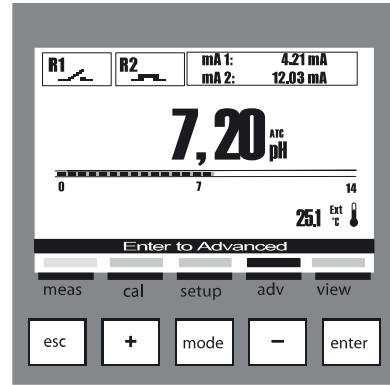 R1 R2 mA 1: 4.21 mA
mA 2: 12.03 mA
7,20 ATC pH
0 7 14
25.1 Ext °C
Enter to Advanced
meas cal setup adv view
esc + mode – enter